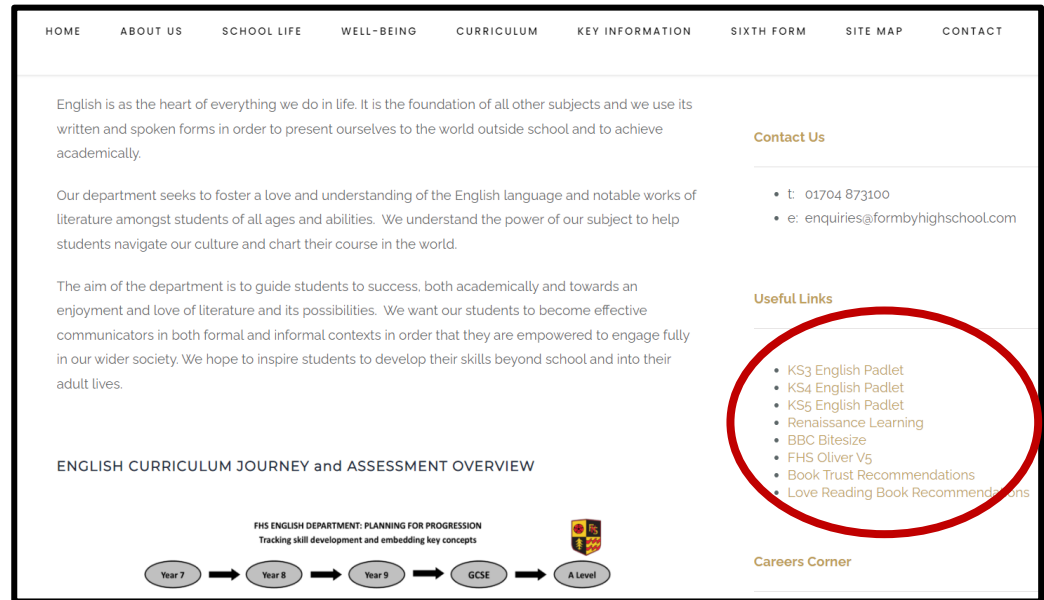 HOME ABOUT US SCHOOL LIFE WELL-BEING CURRICULUM KEY INFORMATION SIXTH FORM SITE MAP CONTACT
English is as the heart of everything we do in life. It is the foundation of all other subjects and we use its
written and spoken forms in order to present ourselves to the world outside school and to achieve
academically.
Our department seeks to foster a love and understanding of the English language and notable works of
literature amongst students of all ages and abilities. We understand the power of our subject to help
students navigate our culture and chart their course in the world.
The aim of the department is to guide students to success, both academically and towards an
enjoyment and love of literature and its possibilities. We want our students to become effective
communicators in both formal and informal contexts in order that they are empowered to engage fully
in our wider society. We hope to inspire students to develop their skills beyond school and into their
adult lives.
ENGLISH CURRICULUM JOURNEY and ASSESSMENT OVERVIEW
FHS ENGLISH DEPARTMENT: PLANNING FOR PROGRESSION
Tracking skill development and embedding key concepts
Year 7 Year 8 Year 9 GCSE A Level
Contact Us
• t: 01704 873100
• e: enquiries@formbyhighschool.com
Useful Links
• KS3 English Padlet
• KS4 English Padlet
• KS5 English Padlet
• Renaissance Learning
• BBC Bitesize
• FHS Oliver V5
• Book Trust Recommendations
• Love Reading Book Recommendations
Careers Corner